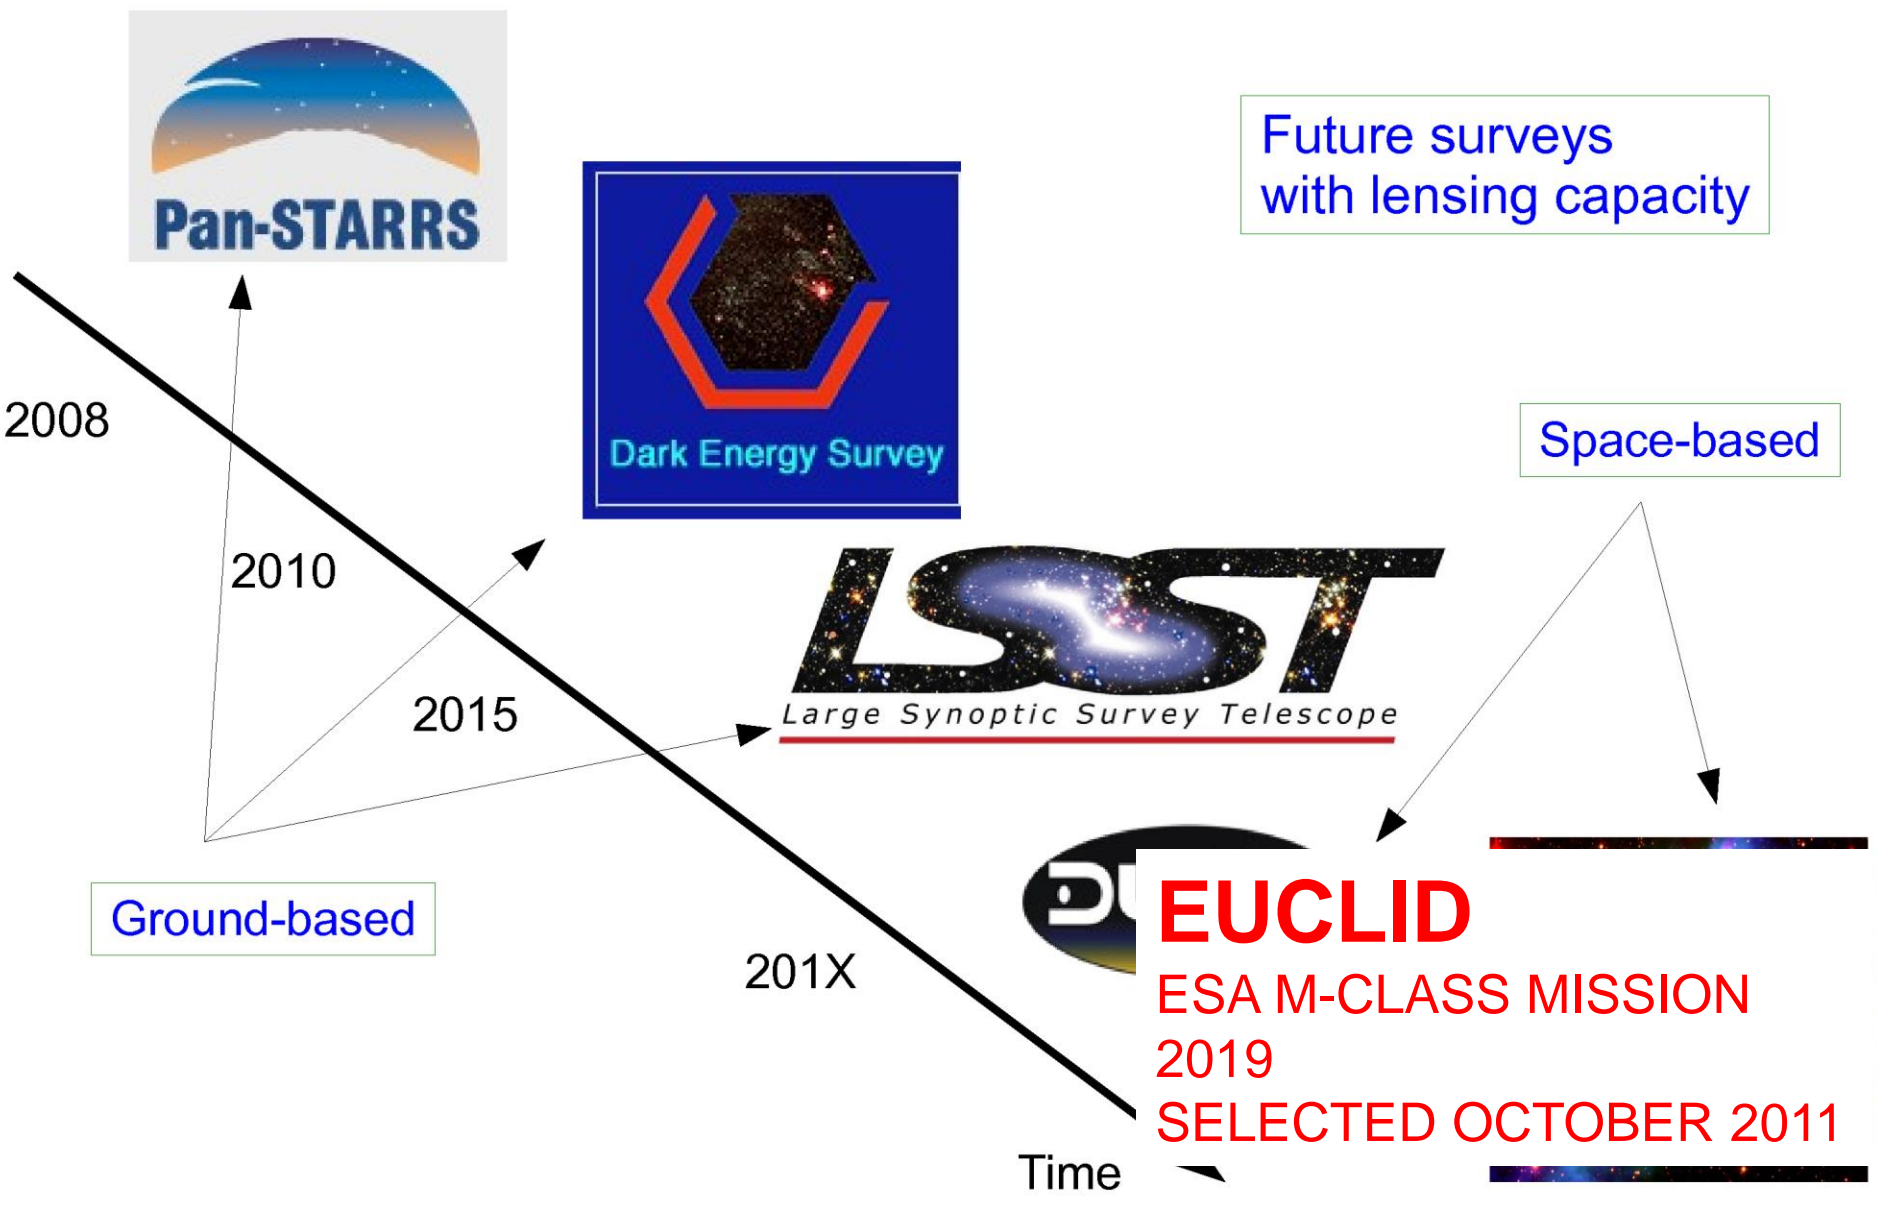 Pan-STARRS
Future surveys
with lensing capacity
Dark Energy Survey
2008
Space-based
2010
LSST
Large Synoptic Survey Telescope
2015
Ground-based
EUCLID
ESA M-CLASS MISSION
2019
SELECTED OCTOBER 2011
201X
Time